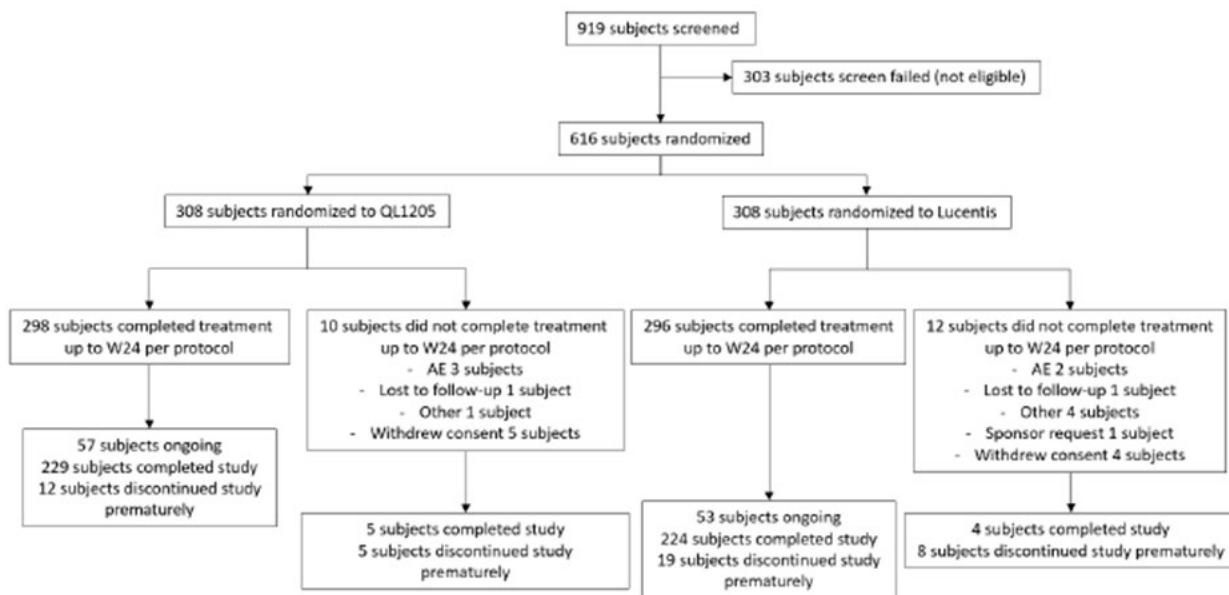 919 subjects screened
303 subjects screen failed (not eligible)
616 subjects randomized
308 subjects randomized to QL1205
308 subjects randomized to Lucentis
298 subjects completed treatment
up to W24 per protocol
10 subjects did not complete treatment
up to W24 per protocol
- AE 3 subjects
- Lost to follow-up 1 subject
- Other 1 subject
- Withdrew consent 5 subjects
296 subjects completed treatment
up to W24 per protocol
12 subjects did not complete treatment
up to W24 per protocol
- AE 2 subjects
- Lost to follow-up 1 subject
- Other 4 subjects
- Sponsor request 1 subject
- Withdrew consent 4 subjects
57 subjects ongoing
229 subjects completed study
12 subjects discontinued study
prematurely
5 subjects completed study
5 subjects discontinued study
prematurely
53 subjects ongoing
224 subjects completed study
19 subjects discontinued study
prematurely
4 subjects completed study
8 subjects discontinued study prematurely